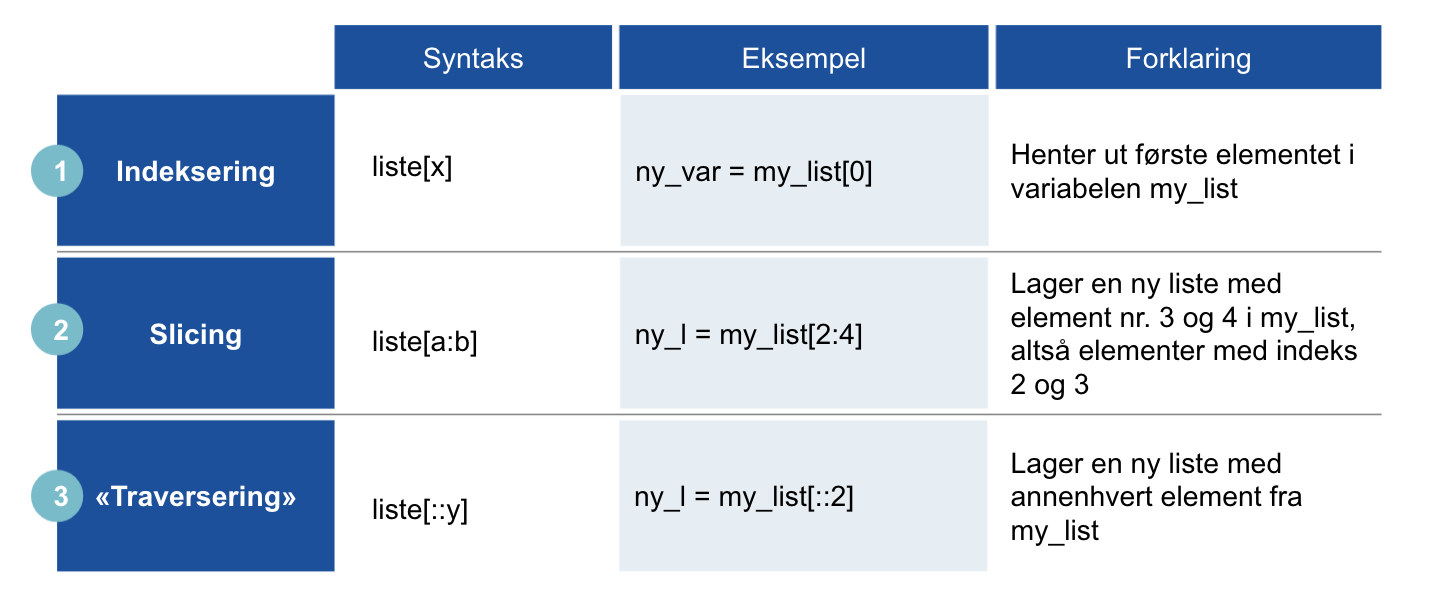 Syntaks
Eksempel
Forklaring
1
Indeksering
liste[x]
ny_var = my_list[0]
Henter ut første elementet i
variabelen my_list
2
Slicing
liste[a:b]
ny_l = my_list[2:4]
Lager en ny liste med
element nr. 3 og 4 i my_list,
altså elementer med indeks
2 og 3
3
«Traversering»
liste[::y]
ny_l = my_list[::2]
Lager en ny liste med
annenhvert element fra
my_list